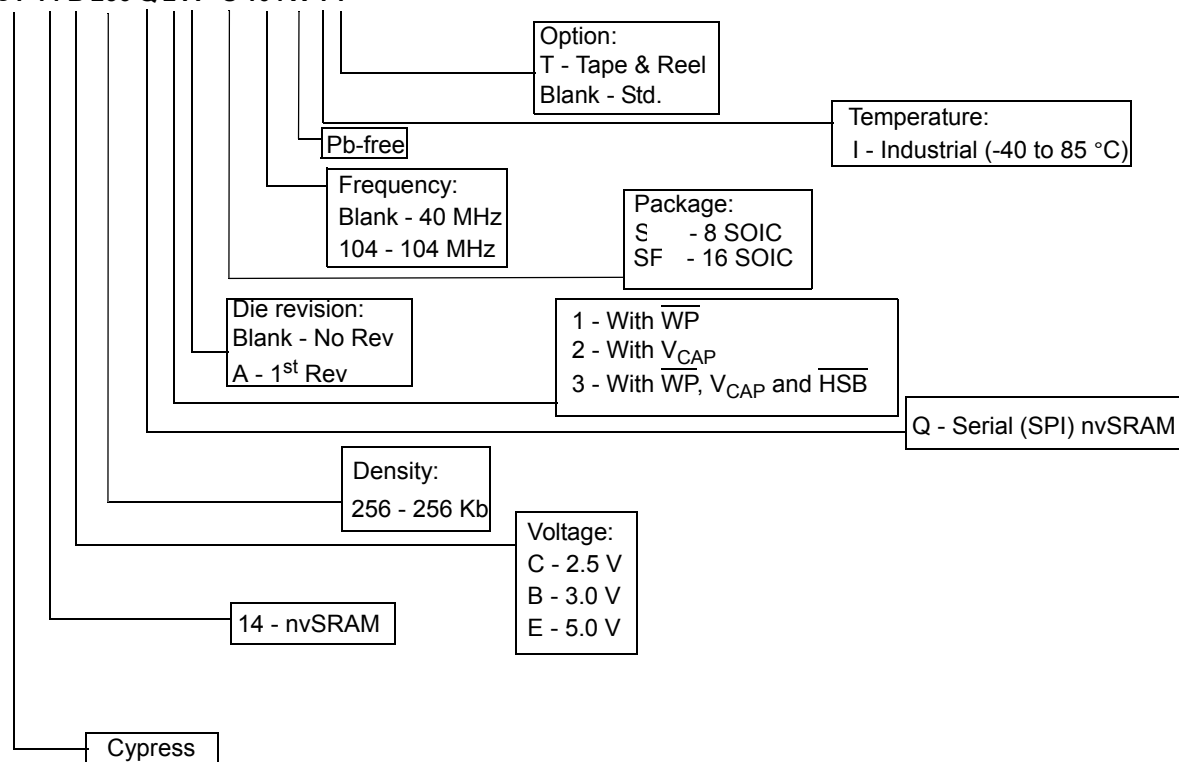 Option:
T - Tape & Reel
Blank - Std.
Temperature:
I - Industrial (-40 to 85 °C)
Pb-free
Frequency:
Blank - 40 MHz
104 - 104 MHz
Package:
S - 8 SOIC
SF - 16 SOIC
Die revision:
Blank - No Rev
A - 1st Rev
1 - With W̅P̅
2 - With VCAP
3 - With W̅P̅, VCAP and H̅S̅B̅
Q - Serial (SPI) nvSRAM
Density:
256 - 256 Kb
Voltage:
C - 2.5 V
B - 3.0 V
E - 5.0 V
14 - nvSRAM
Cypress